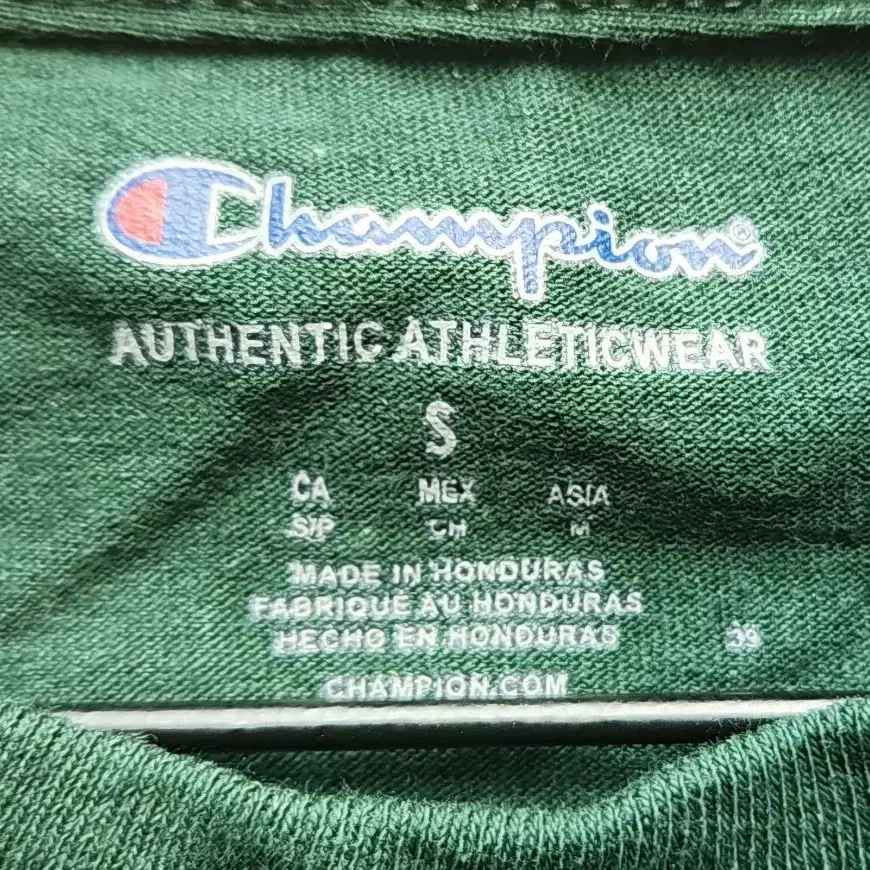 Champion®
AUTHENTIC ATHLETICWEAR
S
CA MEX ASIA
S/P CH M
MADE IN HONDURAS
FABRIQUE AU HONDURAS
HECHO EN HONDURAS 39
CHAMPION.COM